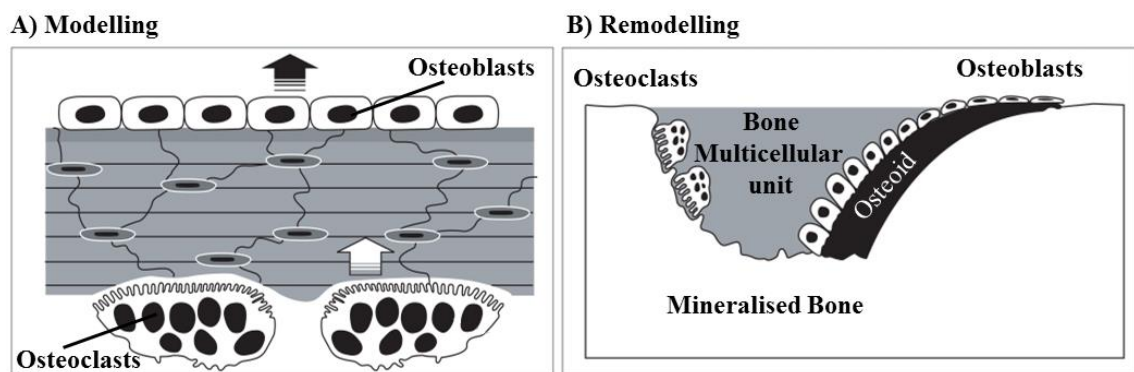 A) Modelling
Osteoblasts
Osteoclasts
B) Remodelling
Osteoclasts
Osteoblasts
Bone
Multicellular
unit
Osteoid
Mineralised Bone